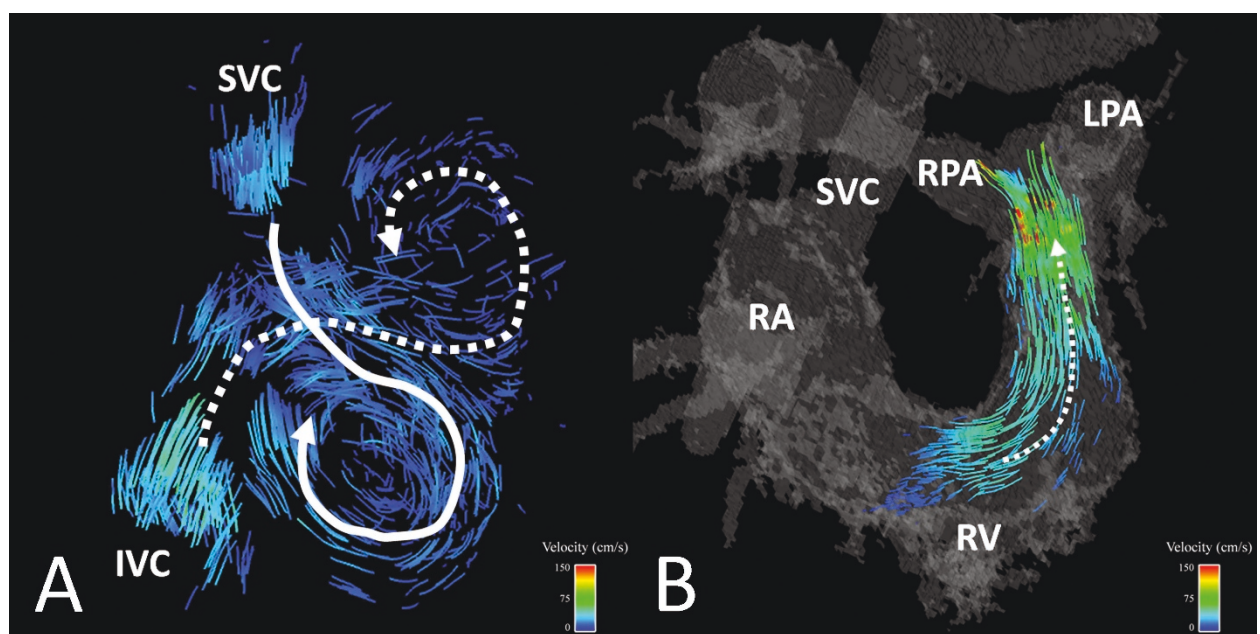 SVC
IVC
A
Velocity (cm/s)
150
75
0
LPA
RPA
SVC
RA
RV
B
Velocity (cm/s)
150
75
0